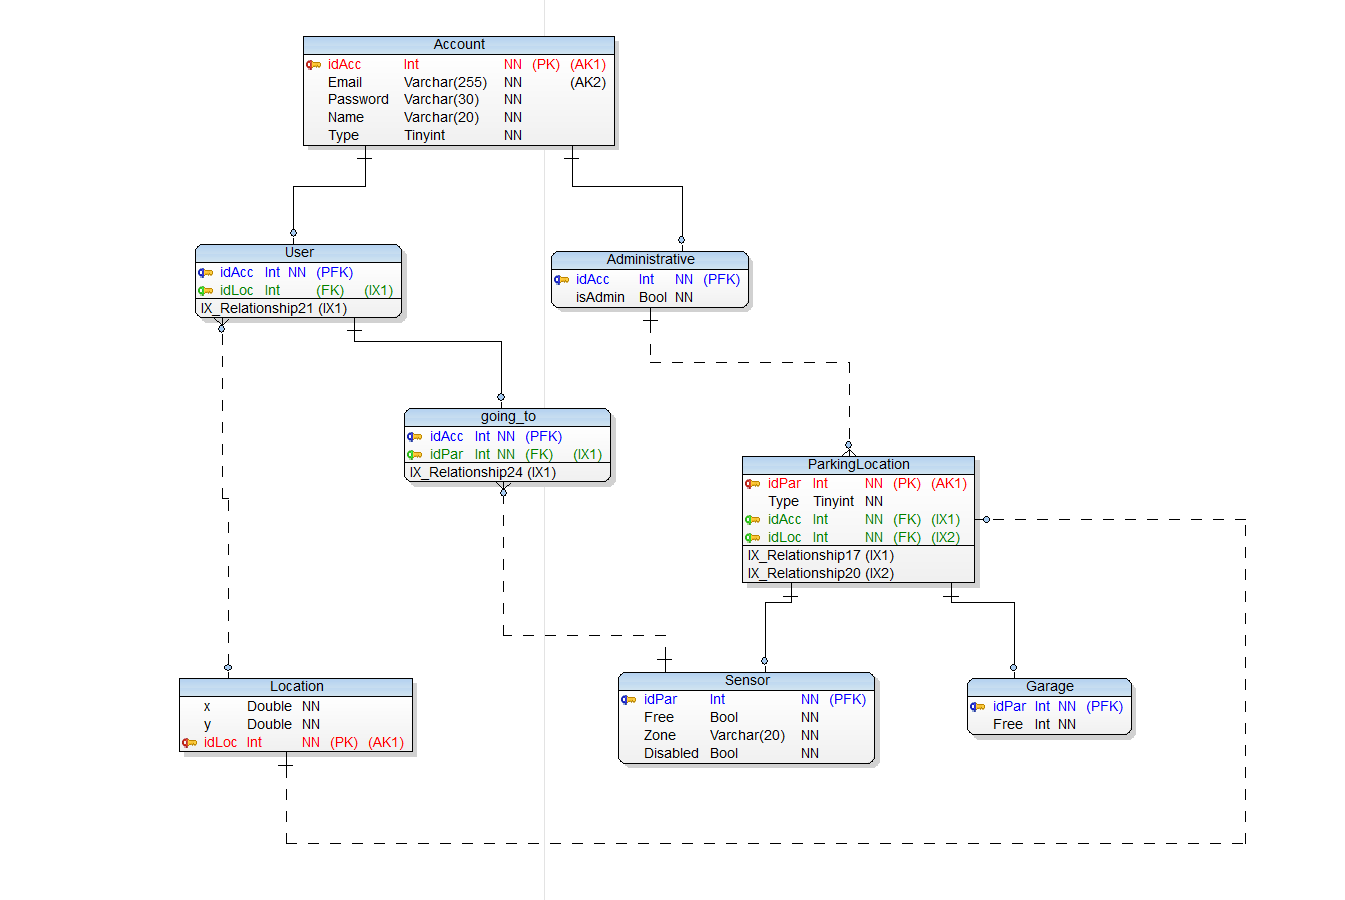 Account
idAcc Int NN (PK) (AK1)
Email Varchar(255) NN (AK2)
Password Varchar(30) NN
Name Varchar(20) NN
Type Tinyint NN
User
idAcc Int NN (PFK)
idLoc Int (FK) (IX1)
IX_Relationship21 (IX1)
Administrative
idAcc Int NN (PFK)
isAdmin Bool NN
going_to
idAcc Int NN (PFK)
idPar Int NN (FK) (IX1)
IX_Relationship24 (IX1)
ParkingLocation
idPar Int NN (PK) (AK1)
Type Tinyint NN
idAcc Int NN (FK) (IX1)
idLoc Int NN (FK) (IX2)
IX_Relationship17 (IX1)
IX_Relationship20 (IX2)
Location
x Double NN
y Double NN
idLoc Int NN (PK) (AK1)
Sensor
idPar Int NN (PFK)
Free Bool NN
Zone Varchar(20) NN
Disabled Bool NN
Garage
idPar Int NN (PFK)
Free Int NN